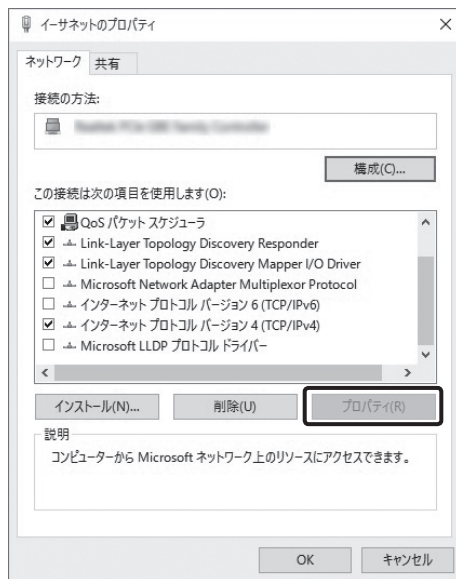 イーサネットのプロパティ
ネットワーク 共有
接続の方法:
構成(C)...
この接続は次の項目を使用します(O):
QoS パケット スケジューラ
Link-Layer Topology Discovery Responder
Link-Layer Topology Discovery Mapper I/O Driver
Microsoft Network Adapter Multiplexor Protocol
インターネット プロトコル バージョン 6 (TCP/IPv6)
インターネット プロトコル バージョン 4 (TCP/IPv4)
Microsoft LLDP プロトコル ドライバー
インストール(N)... 削除(U) プロパティ(R)
説明
コンピューターから Microsoft ネットワーク上のリソースにアクセスできます。
OK キャンセル